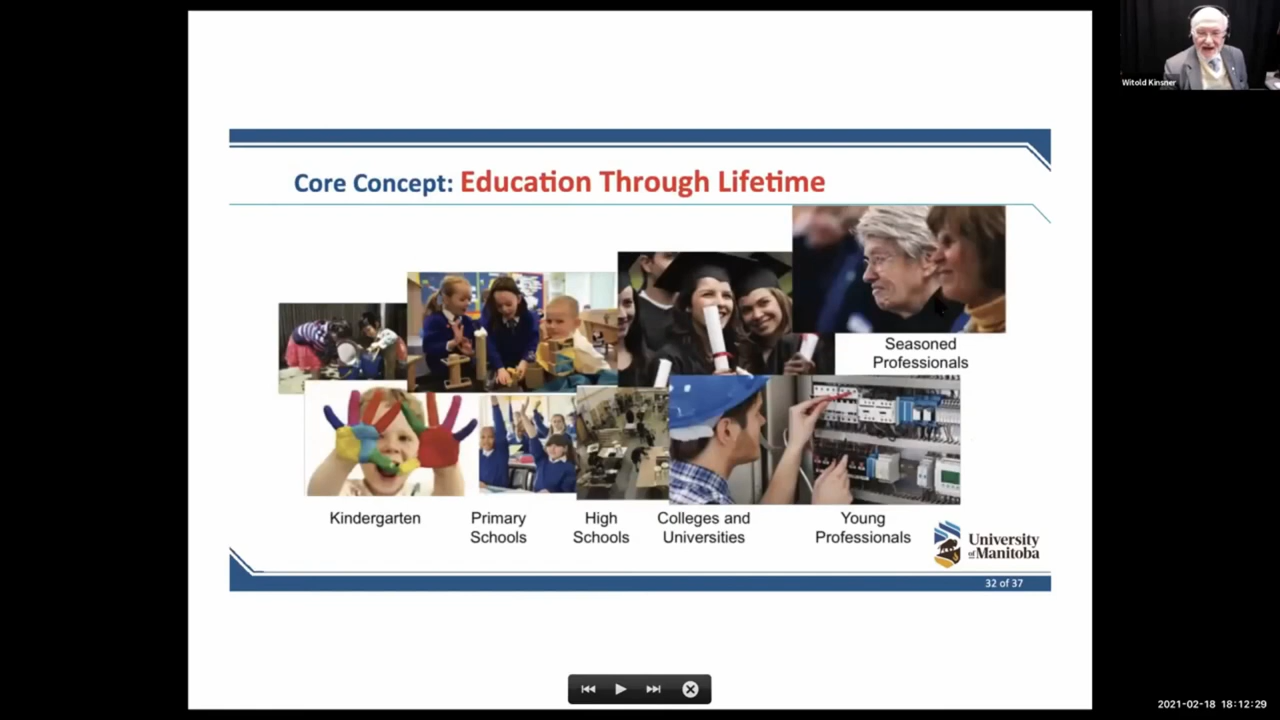 Witold Kinsner
Core Concept: Education Through Lifetime
Seasoned
Professionals
Kindergarten
Primary
Schools
High
Schools
Colleges and
Universities
Young
Professionals
University
of Manitoba
32 of 37
2021-02-18 18:12:29